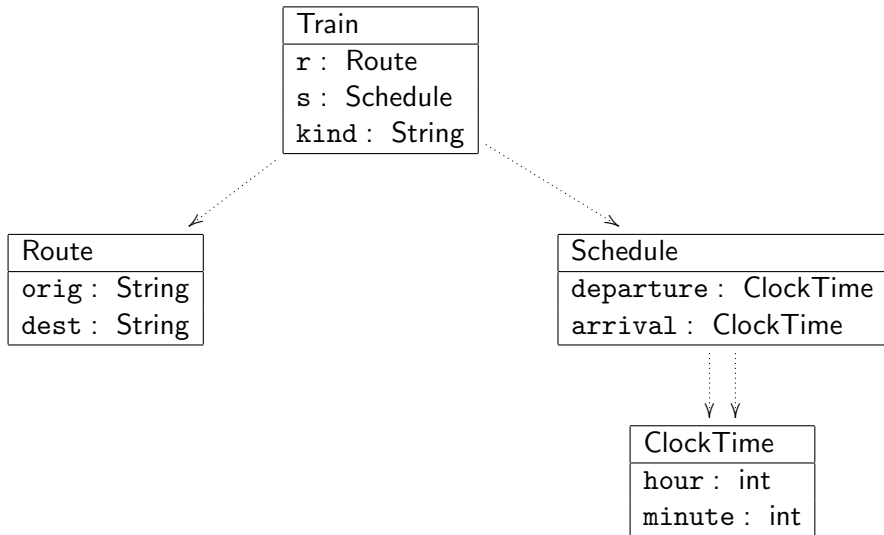 Train
r : Route
s : Schedule
kind : String
Route
orig : String
dest : String
Schedule
departure : ClockTime
arrival : ClockTime
ClockTime
hour : int
minute : int